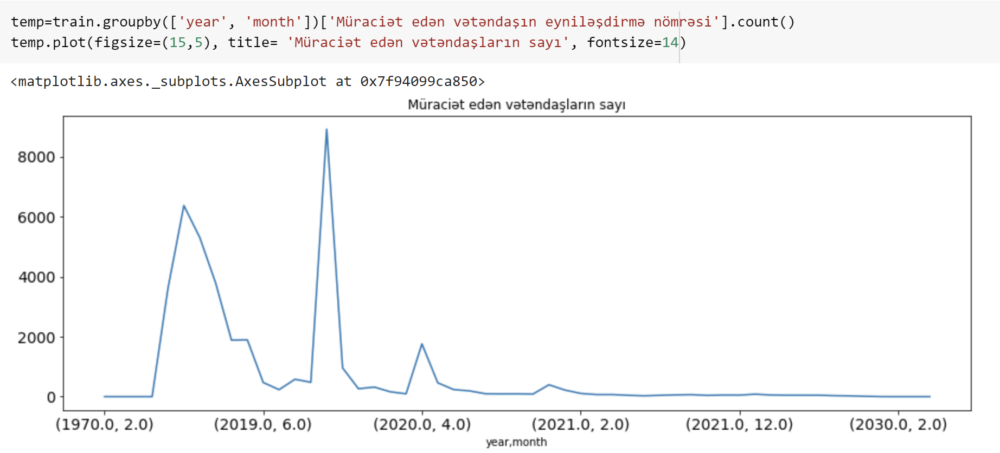 temp=train.groupby(['year', 'month'])['Müraciət edən vətəndaşın eyniləşdirmə nömrəsi'].count()
temp.plot(figsize=(15,5), title= 'Müraciət edən vətəndaşların sayı', fontsize=14)
<matplotlib.axes._subplots.AxesSubplot at 0x7f94099ca850>
Müraciət edən vətəndaşların sayı
8000
6000
4000
2000
0
(1970.0, 2.0) (2019.0, 6.0) (2020.0, 4.0) (2021.0, 2.0) (2021.0, 12.0) (2030.0, 2.0)
year,month